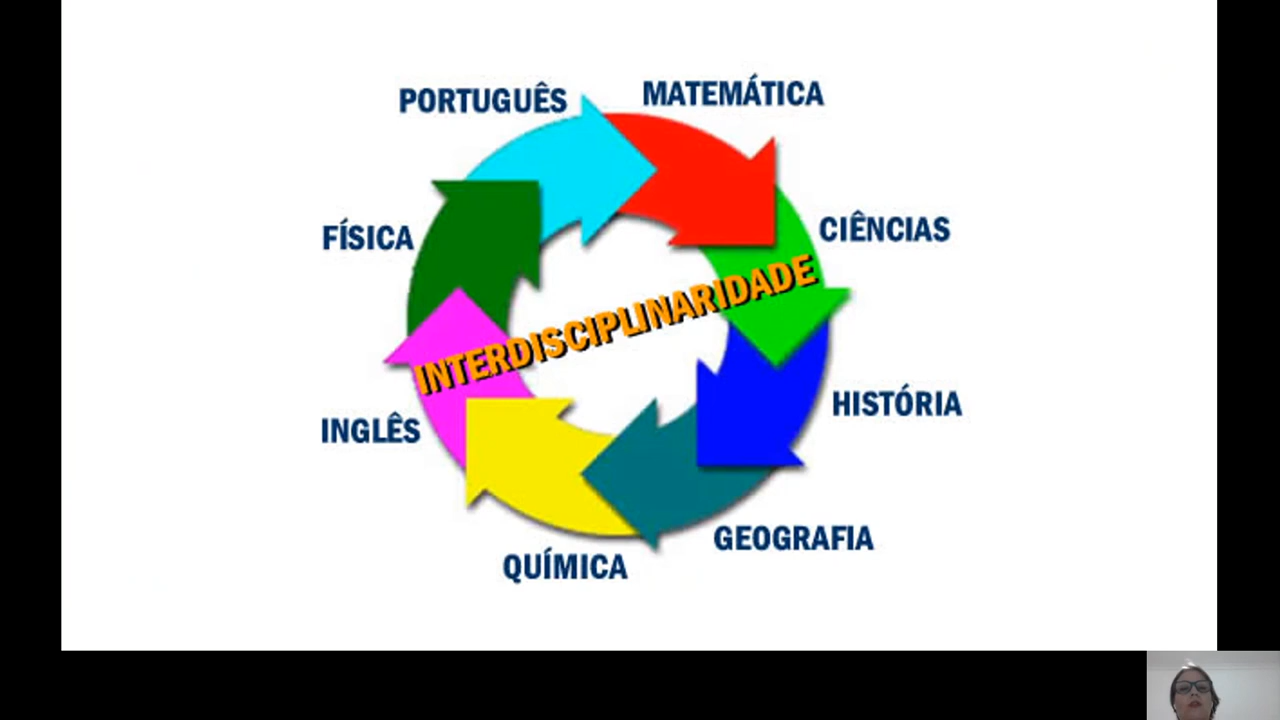 PORTUGUÊS
MATEMÁTICA
FÍSICA
CIÊNCIAS
INTERDISCIPLINARIDADE
INGLÊS
HISTÓRIA
QUÍMICA
GEOGRAFIA